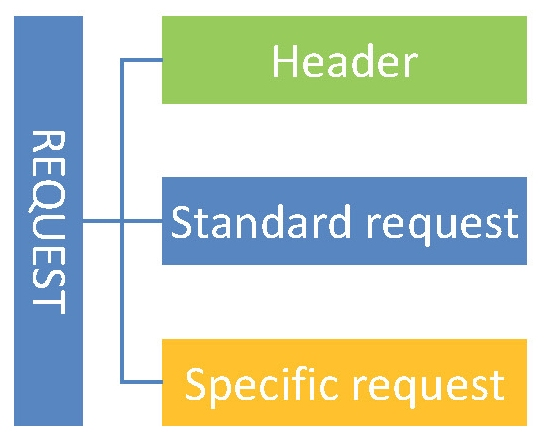 REQUEST
Header
Standard request
Specific request